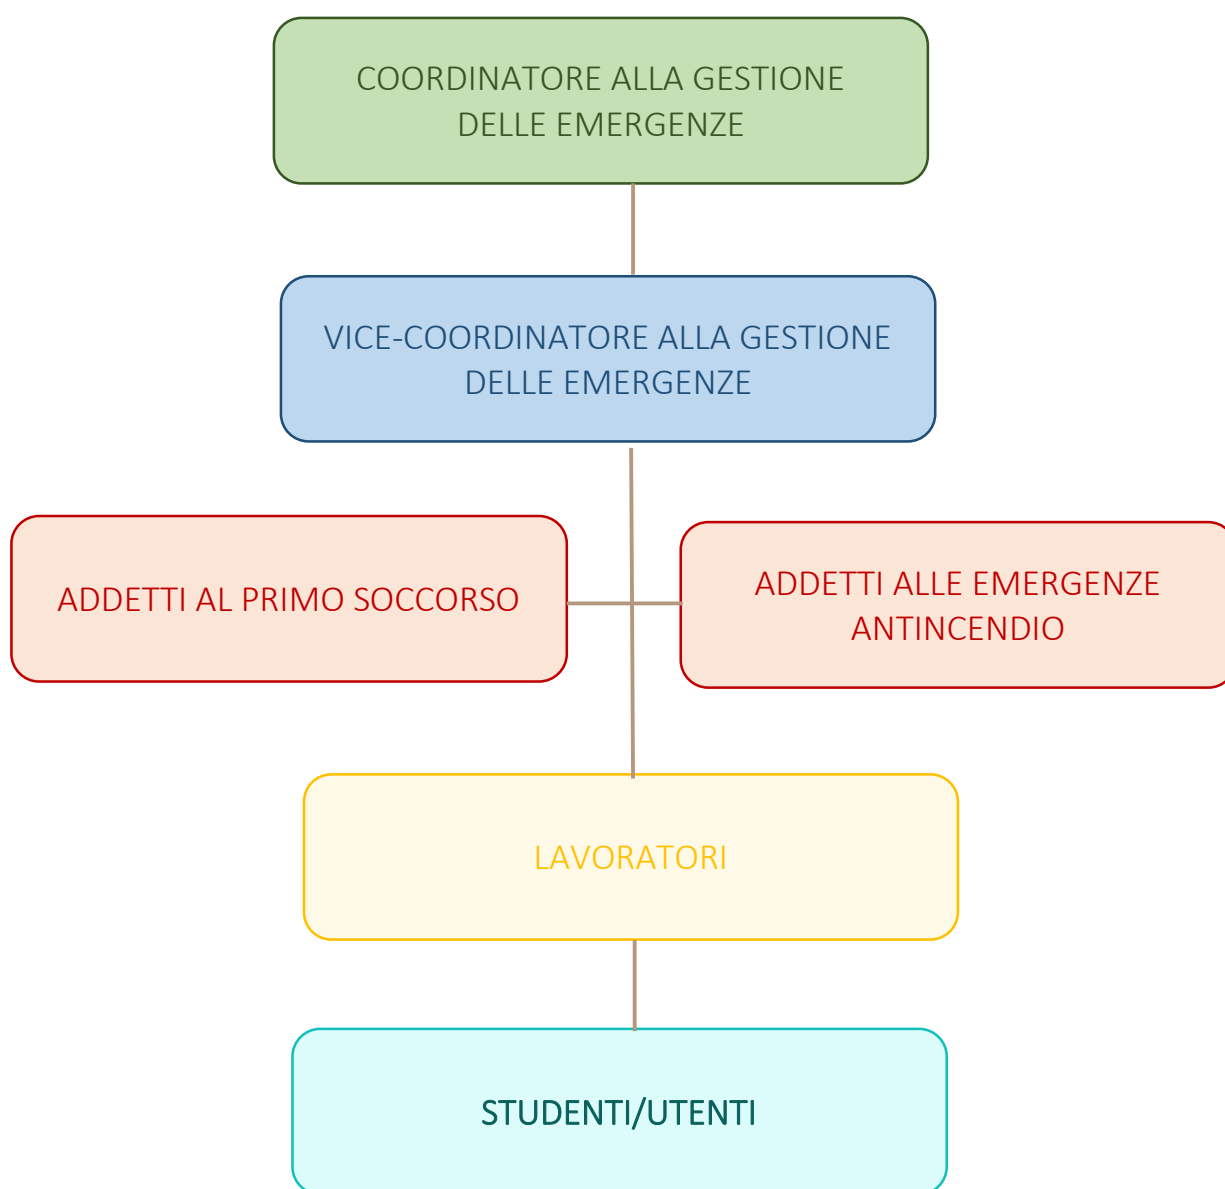 COORDINATORE ALLA GESTIONE
DELLE EMERGENZE
VICE-COORDINATORE ALLA GESTIONE
DELLE EMERGENZE
ADDETTI AL PRIMO SOCCORSO
ADDETTI ALLE EMERGENZE
ANTINCENDIO
LAVORATORI
STUDENTI/UTENTI